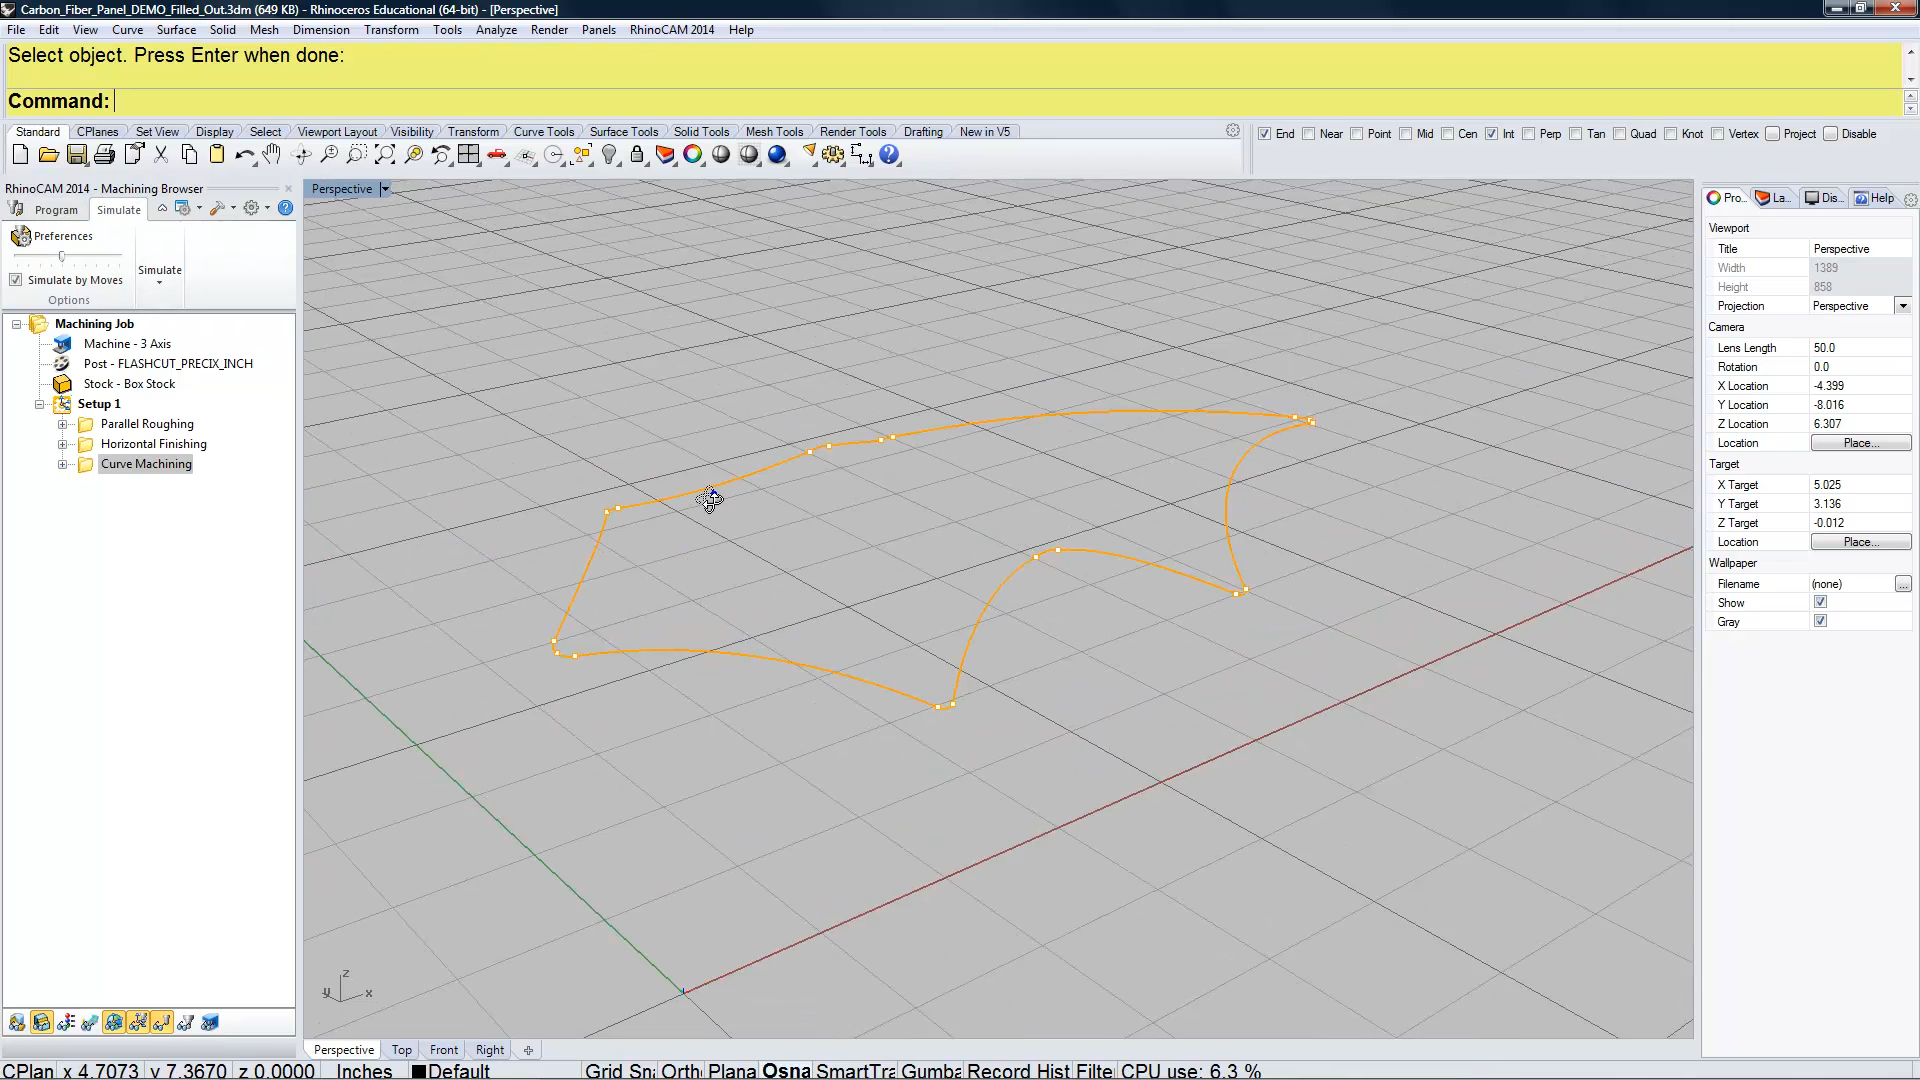 Carbon_Fiber_Panel_DEMO_Filled_Out.3dm (649 KB) - Rhinoceros Educational (64-bit) - [Perspective]
File Edit View Curve Surface Solid Mesh Dimension Transform Tools Analyze Render Panels RhinoCAM 2014 Help
Select object. Press Enter when done:
Command:
Standard CPlanes Set View Display Select Viewport Layout Visibility Transform Curve Tools Surface Tools Solid Tools Mesh Tools Render Tools Drafting New in V5
End Near Point Mid Cen Int Perp Tan Quad Knot Vertex Project Disable
RhinoCAM 2014 - Machining Browser
Program Simulate
Preferences
Simulate by Moves
Options
Simulate
Machining Job
Machine - 3 Axis
Post - FLASHCUT_PRECIX_INCH
Stock - Box Stock
Setup 1
Parallel Roughing
Horizontal Finishing
Curve Machining
Perspective
z
y x
Pro... La... Dis... Help
Viewport
Title Perspective
Width 1389
Height 858
Projection Perspective
Camera
Lens Length 50.0
Rotation 0.0
X Location -4.399
Y Location -8.016
Z Location 6.307
Location Place...
Target
X Target 5.025
Y Target 3.136
Z Target -0.012
Location Place...
Wallpaper
Filename (none) ...
Show
Gray
Perspective Top Front Right
CPlan x 4.7073 y 7.3670 z 0.0000 Inches Default Grid Sn Orth Plana Osna SmartTra Gumba Record Hist Filte CPU use: 6.3 %